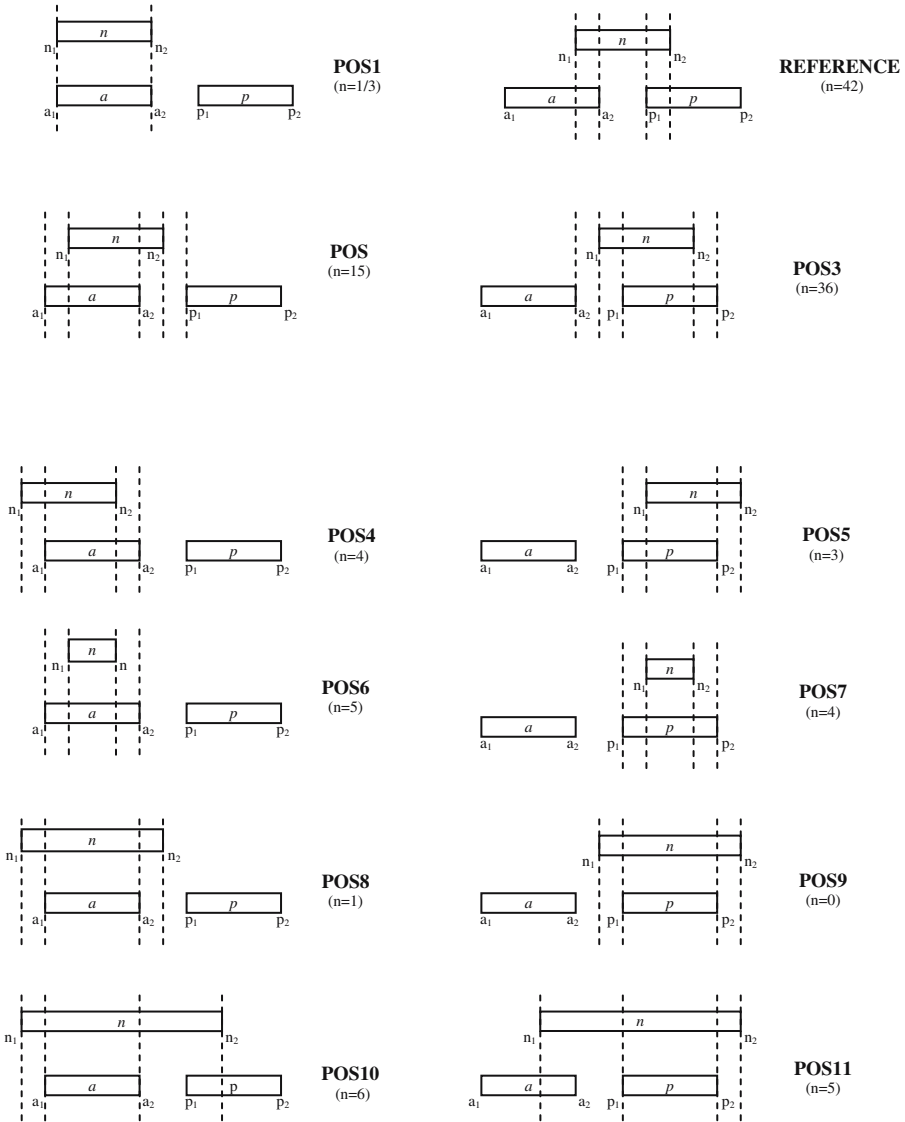 n
n₁ n₂
a p
a₁ a₂ p₁ p₂
POS1
(n=1/3)
n
n₁ n₂
a p
a₁ a₂ p₁ p₂
REFERENCE
(n=42)
n
n₁ n₂
a p
a₁ a₂ p₁ p₂
POS
(n=15)
n
n₁ n₂
a p
a₁ a₂ p₁ p₂
POS3
(n=36)
n
n₁ n₂
a p
a₁ a₂ p₁ p₂
POS4
(n=4)
n
n₁ n₂
a p
a₁ a₂ p₁ p₂
POS5
(n=3)
n
n₁ n
a p
a₁ a₂ p₁ p₂
POS6
(n=5)
n
n₁ n₂
a p
a₁ a₂ p₁ p₂
POS7
(n=4)
n
n₁ n₂
a p
a₁ a₂ p₁ p₂
POS8
(n=1)
n
n₁ n₂
a p
a₁ a₂ p₁ p₂
POS9
(n=0)
n
n₁ n₂
a p
a₁ a₂ p₁ p₂
POS10
(n=6)
n
n₁ n₂
a p
a₁ a₂ p₁ p₂
POS11
(n=5)